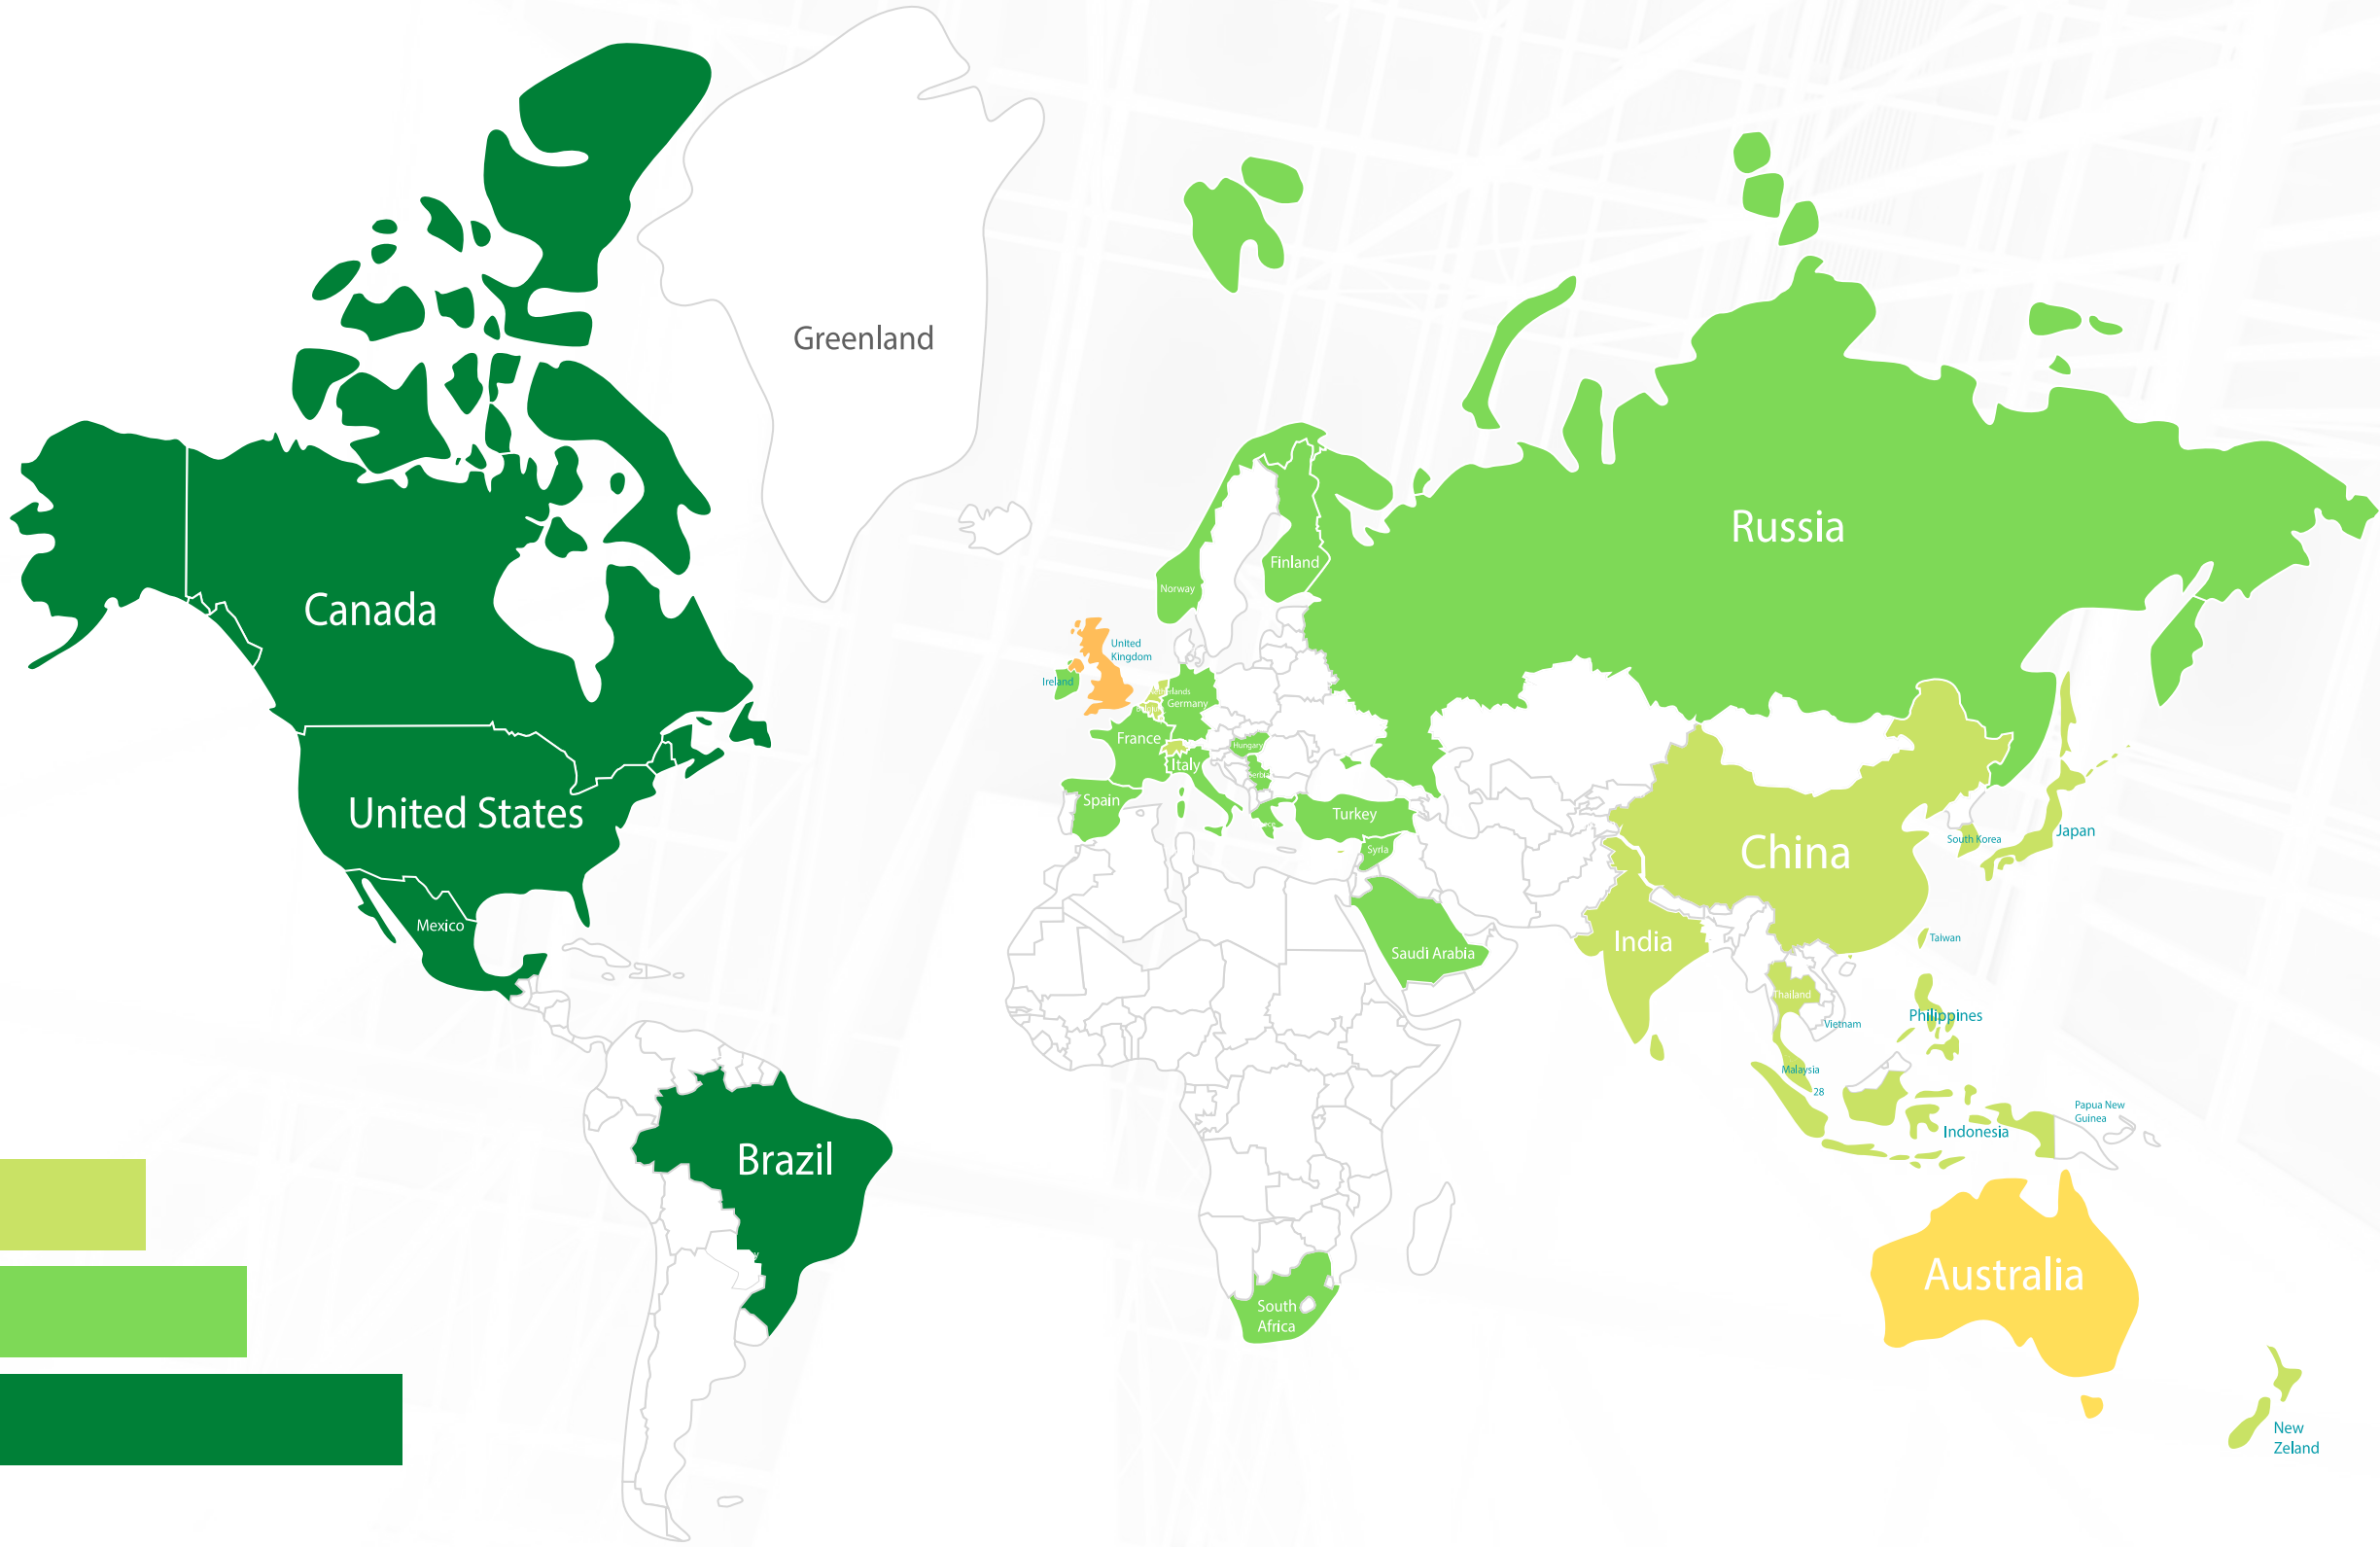 Greenland
Canada
United States
Mexico
Brazil
Russia
Finland
Norway
United
Kingdom
Ireland
Germany
France
Hungary
Italy
Spain
Turkey
Syria
Saudi Arabia
China
South Korea
Japan
India
Taiwan
Thailand
Vietnam
Philippines
Malaysia
28
Papua New
Guinea
Indonesia
Australia
South
Africa
New
Zeland